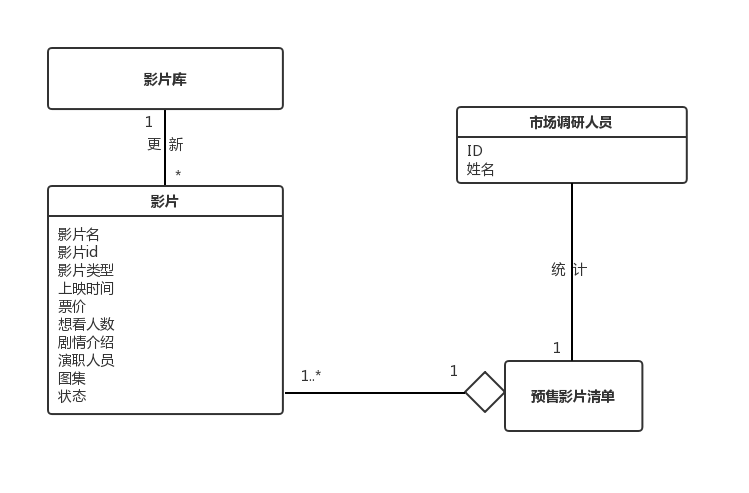 影片库
1
更 新
*
影片
影片名
影片id
影片类型
上映时间
票价
想看人数
剧情介绍
演职人员
图集
状态
市场调研人员
ID
姓名
统 计
1
1..*
1
预售影片清单